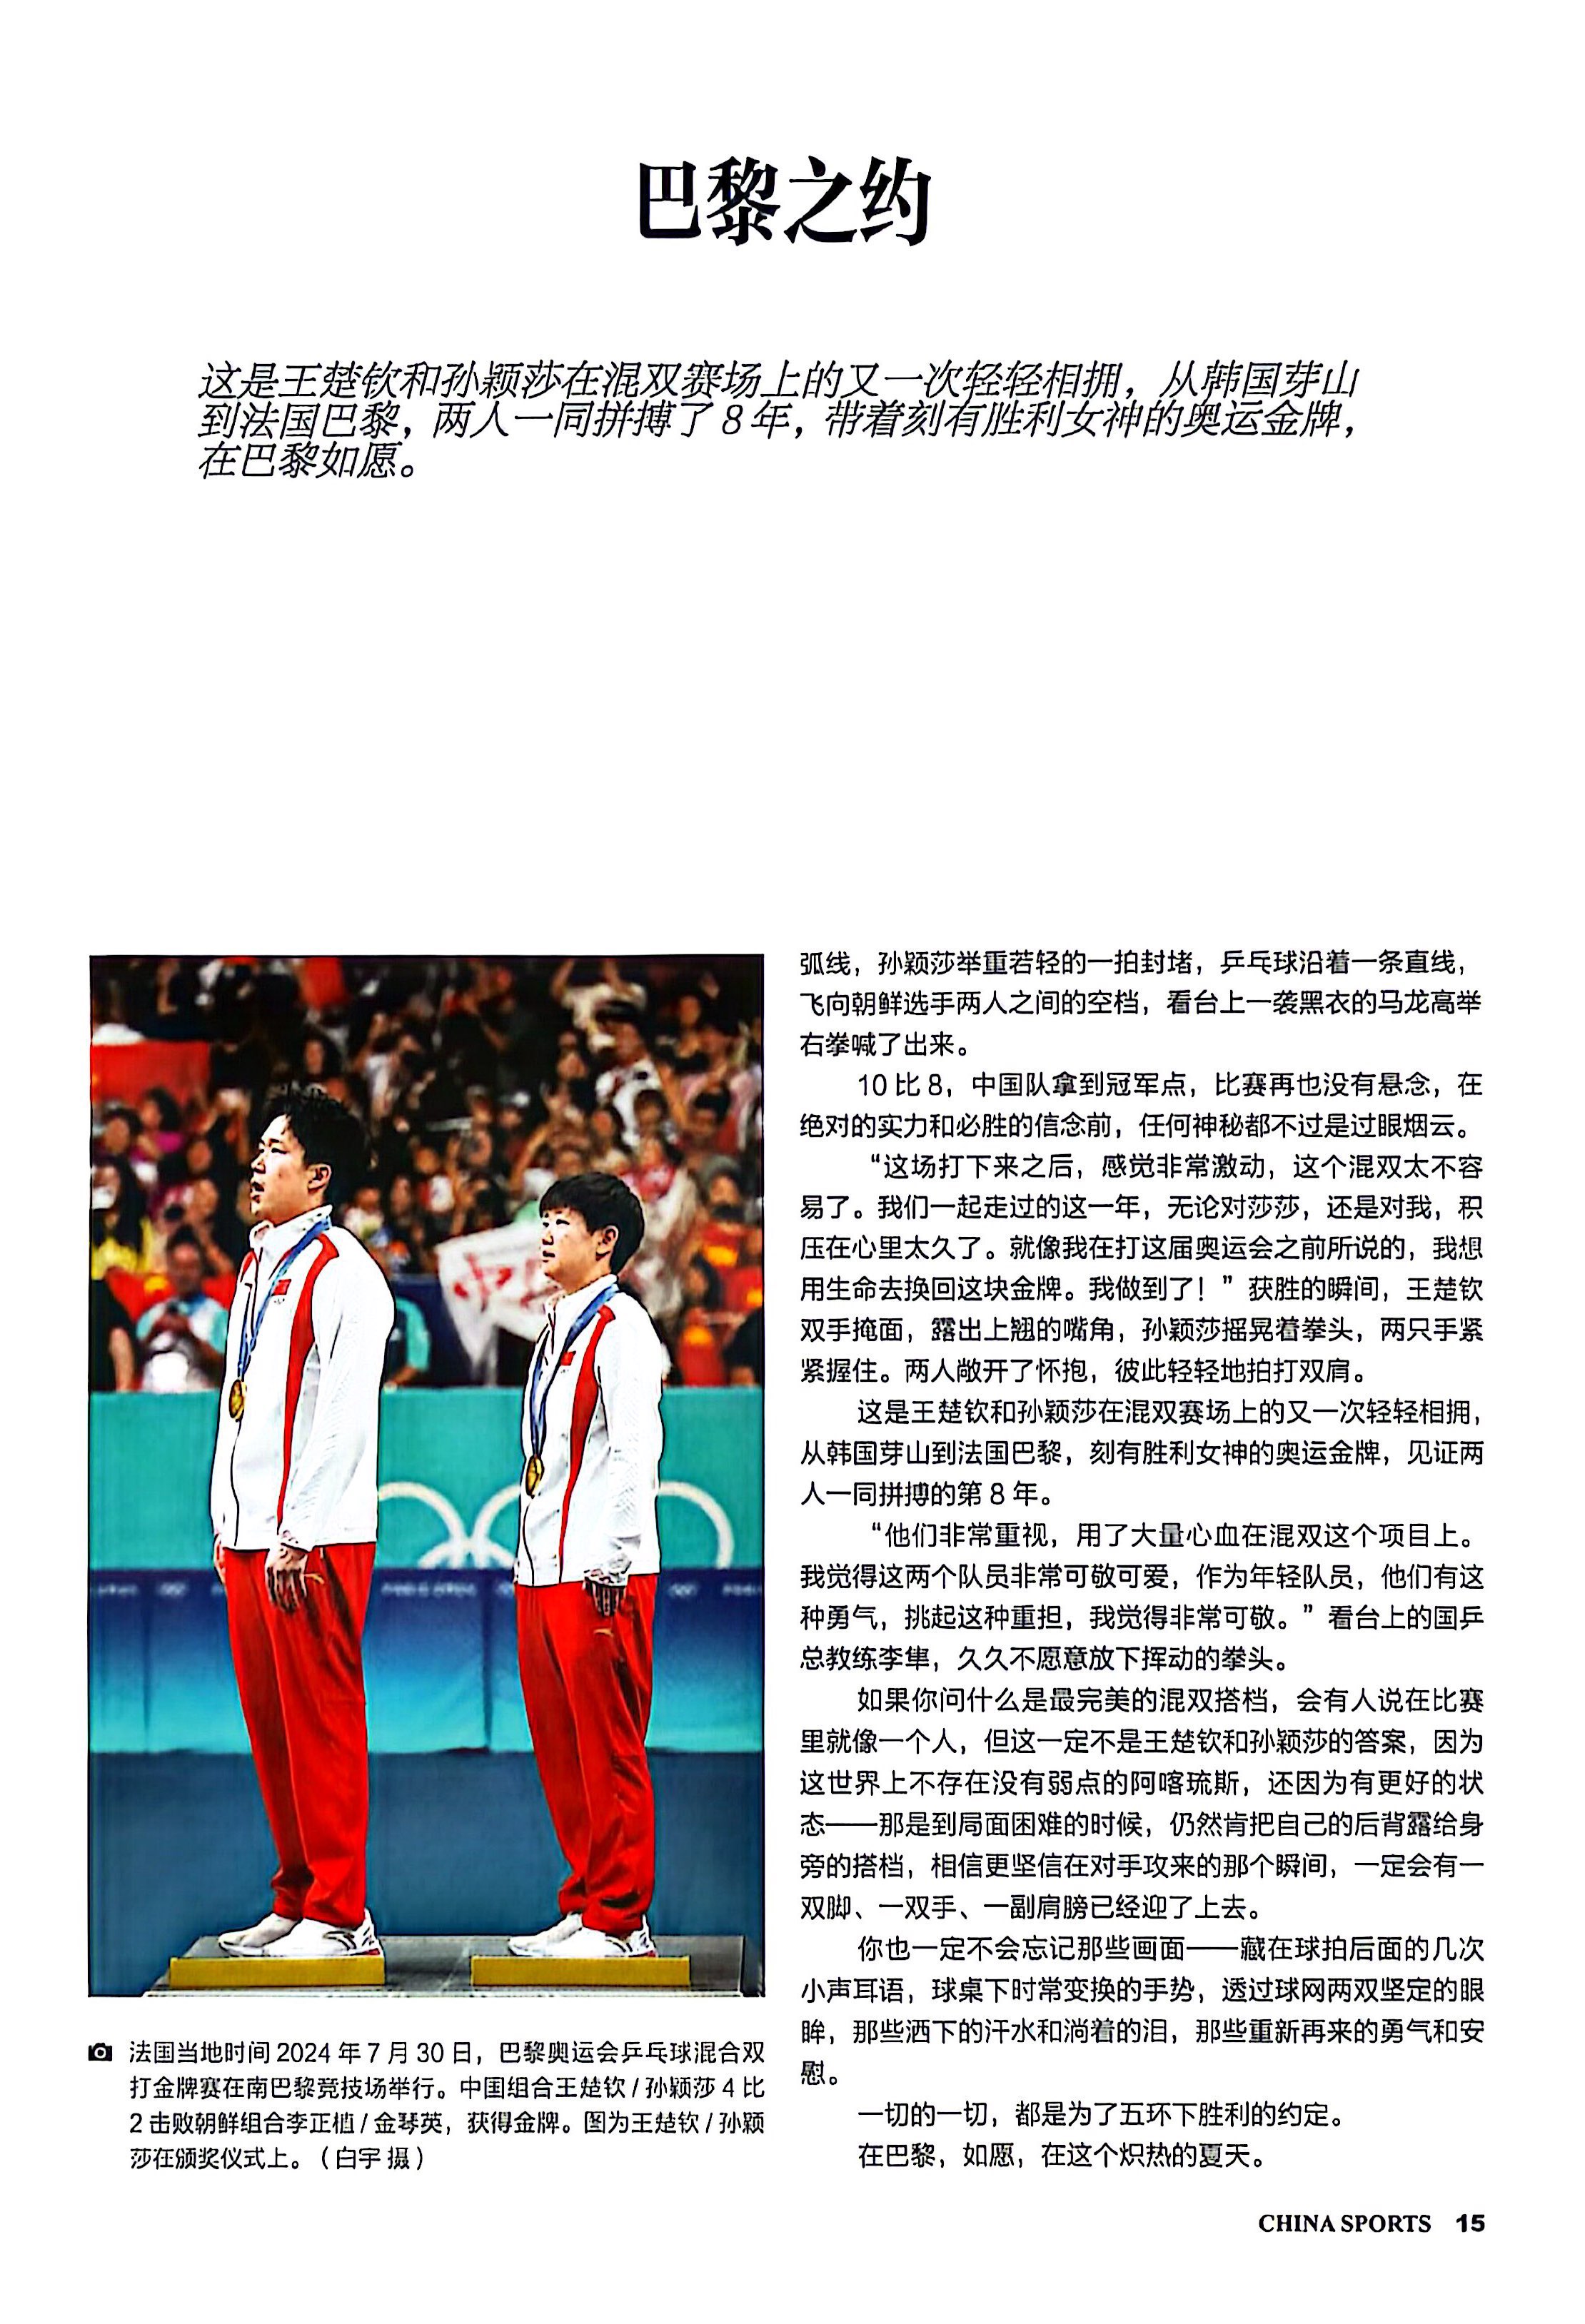 巴黎之约
这是王楚钦和孙颖莎在混双赛场上的又一次轻轻相拥，从韩国芽山
到法国巴黎，两人一同拼搏了8年，带着刻有胜利女神的奥运金牌，
在巴黎如愿。
弧线，孙颖莎举重若轻的一拍封堵，乒乓球沿着一条直线，
飞向朝鲜选手两人之间的空档，看台上一袭黑衣的马龙高举
右拳喊了出来。
10比8，中国队拿到冠军点，比赛再也没有悬念，在
绝对的实力和必胜的信念前，任何神秘都不过是过眼烟云。
“这场打下来之后，感觉非常激动，这个混双太不容
易了。我们一起走过的这一年，无论对莎莎，还是对我，积
压在心里太久了。就像我在打这届奥运会之前所说的，我想
用生命去换回这块金牌。我做到了！”获胜的瞬间，王楚钦
双手掩面，露出上翘的嘴角，孙颖莎摇晃着拳头，两只手紧
紧握住。两人敞开了怀抱，彼此轻轻地拍打双肩。
这是王楚钦和孙颖莎在混双赛场上的又一次轻轻相拥，
从韩国芽山到法国巴黎，刻有胜利女神的奥运金牌，见证两
人一同拼搏的第8年。
“他们非常重视，用了大量心血在混双这个项目上。
我觉得这两个队员非常可敬可爱，作为年轻队员，他们有这
种勇气，挑起这种重担，我觉得非常可敬。”看台上的国乒
总教练李隼，久久不愿意放下挥动的拳头。
如果你问什么是最完美的混双搭档，会有人说在比赛
里就像一个人，但这一定不是王楚钦和孙颖莎的答案，因为
这世界上不存在没有弱点的阿喀琉斯，还因为有更好的状
态——那是到局面困难的时候，仍然肯把自己的后背露给身
旁的搭档，相信更坚信在对手攻来的那个瞬间，一定会有一
双脚、一双手、一副肩膀已经迎了上去。
你也一定不会忘记那些画面——藏在球拍后面的几次
小声耳语，球桌下时常变换的手势，透过球网两双坚定的眼
眸，那些洒下的汗水和淌着的泪，那些重新再来的勇气和安
慰。
一切的一切，都是为了五环下胜利的约定。
在巴黎，如愿，在这个炽热的夏天。
法国当地时间2024年7月30日，巴黎奥运会乒乓球混合双
打金牌赛在南巴黎竞技场举行。中国组合王楚钦/孙颖莎4比
2击败朝鲜组合李正植/金琴英，获得金牌。图为王楚钦/孙颖
莎在颁奖仪式上。（白宇 摄）
CHINA SPORTS 15